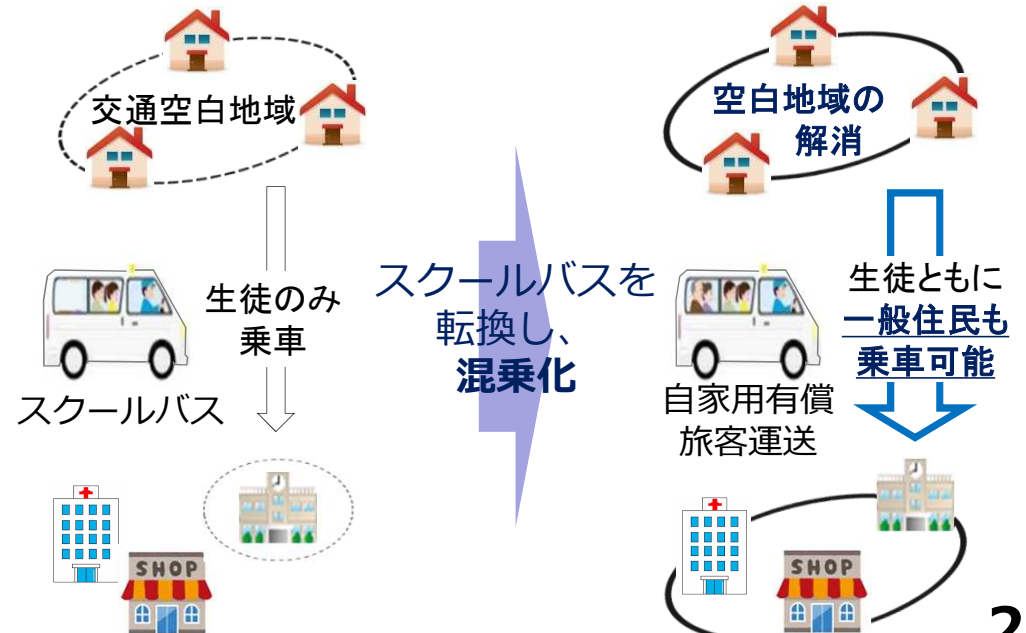 交通空白地域
生徒のみ
乗車
スクールバス
SHOP
スクールバスを
転換し、
混乗化
空白地域の
解消
生徒ともに
一般住民も
乗車可能
自家用有償
旅客運送
SHOP
2